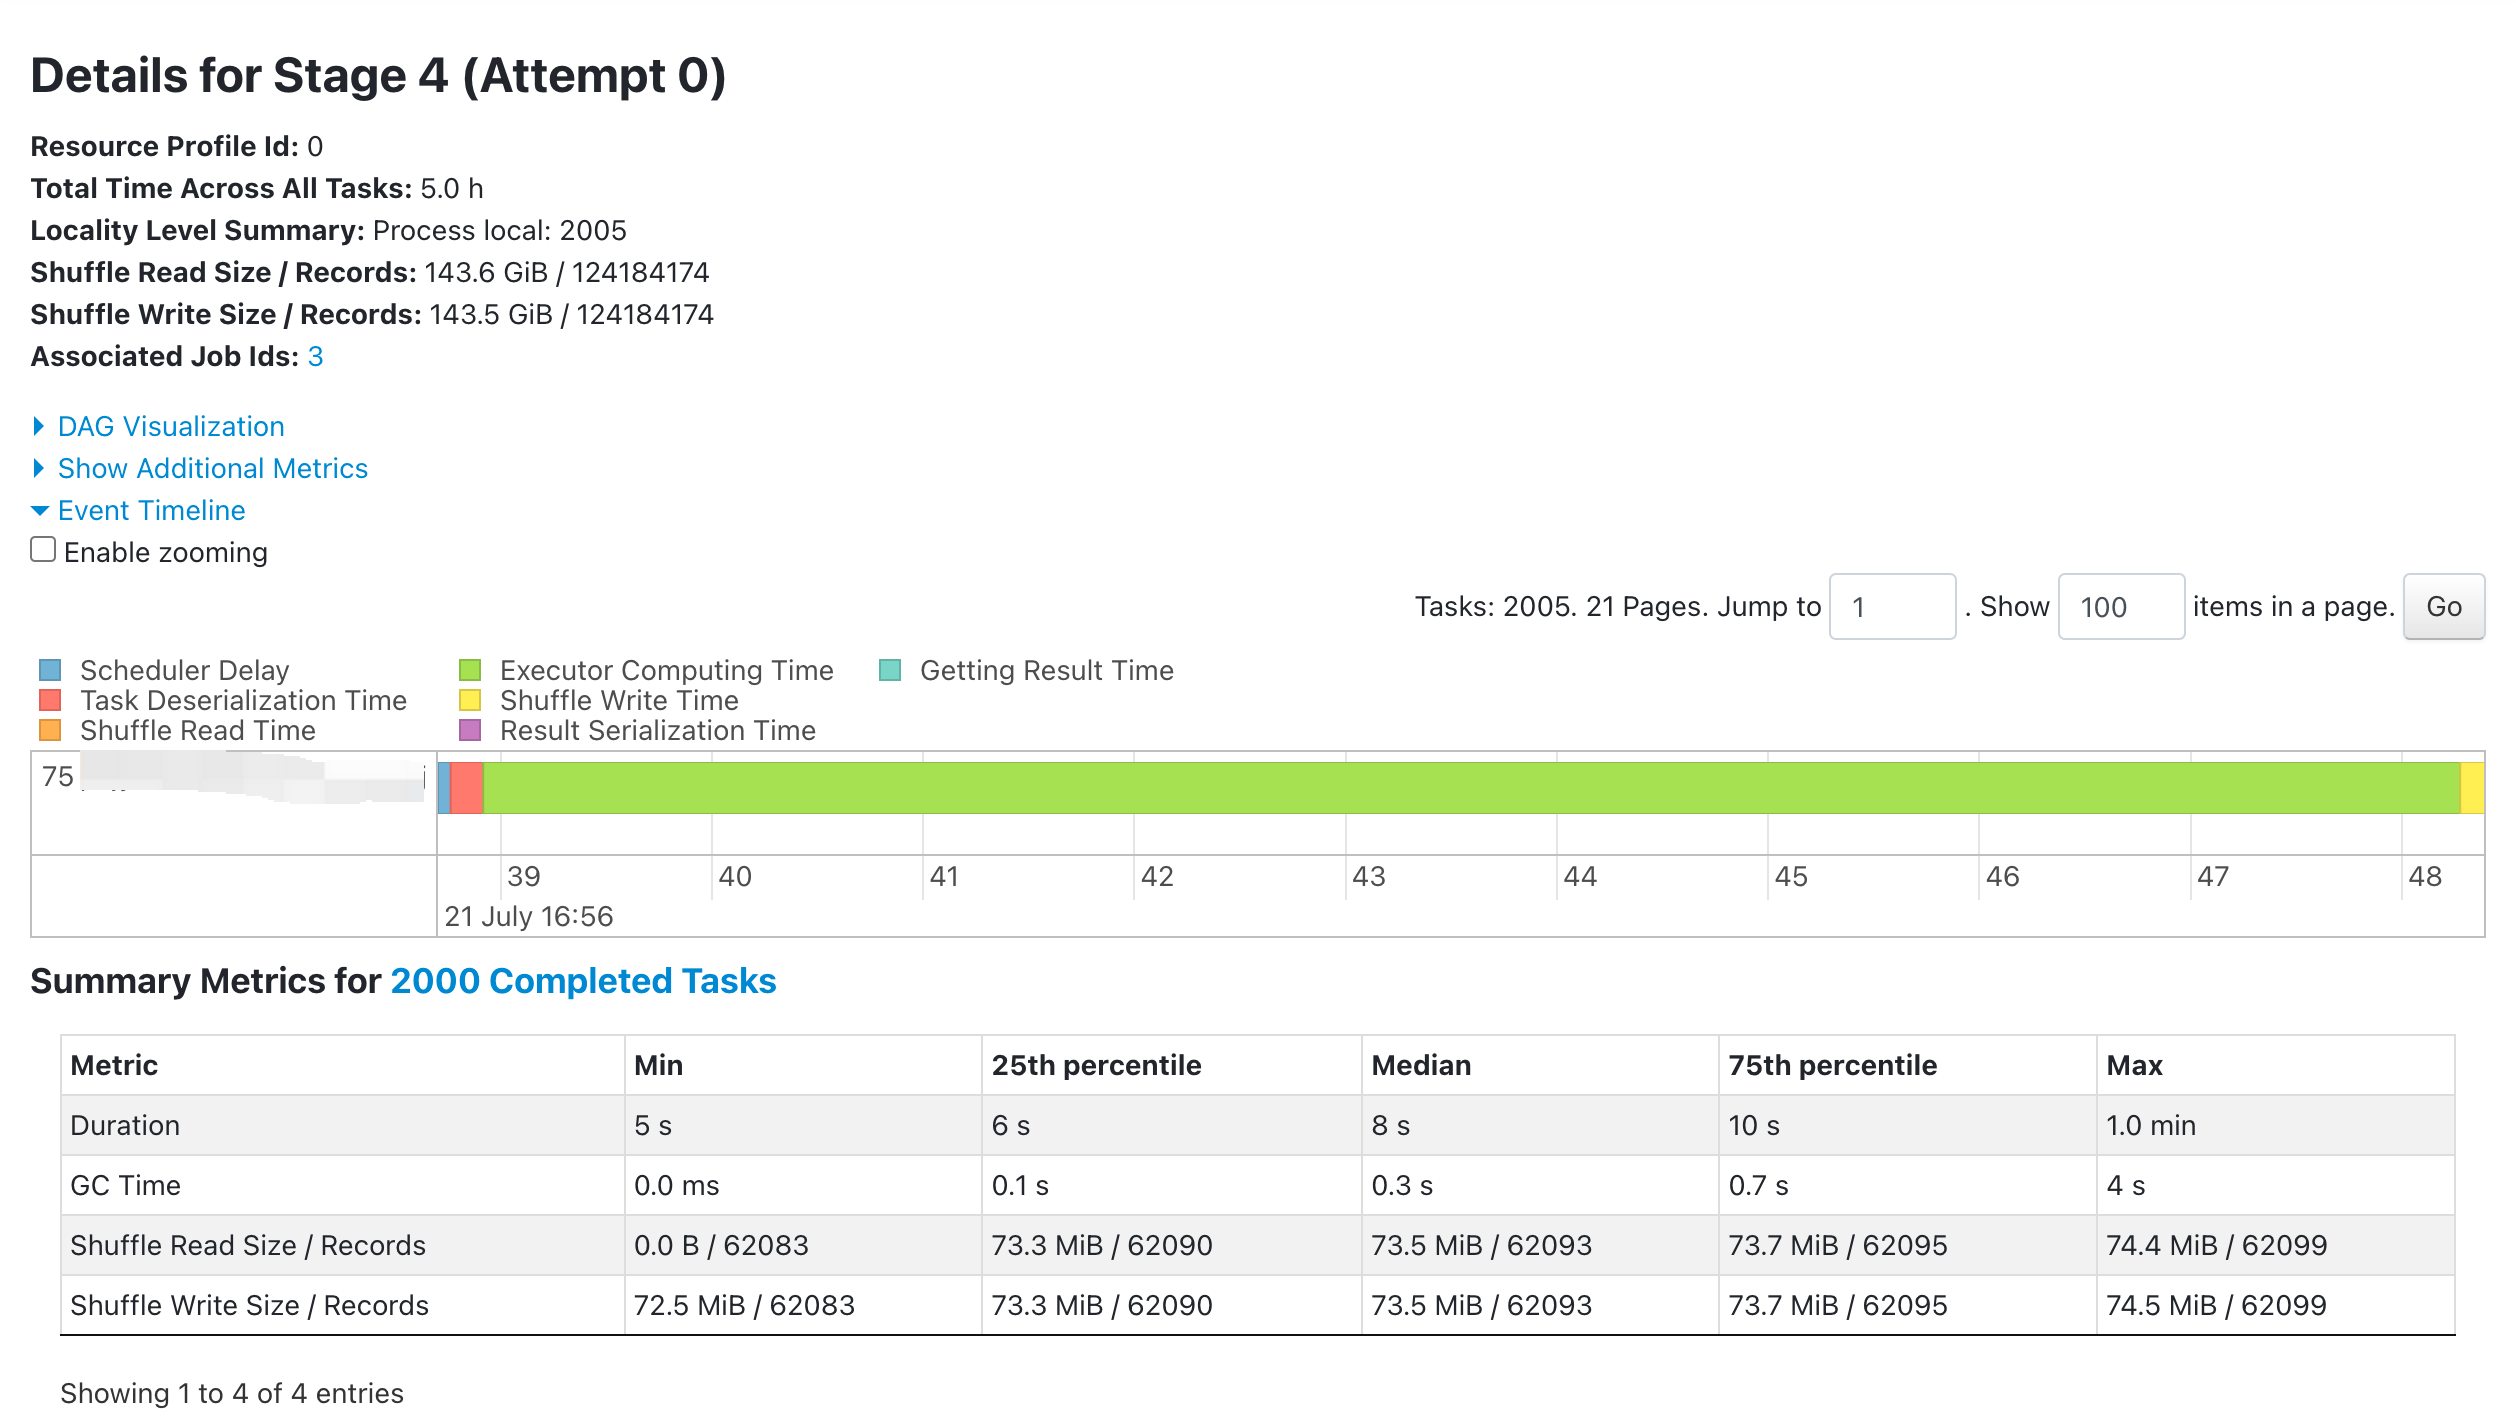 Details for Stage 4 (Attempt 0)
Resource Profile Id: 0
Total Time Across All Tasks: 5.0 h
Locality Level Summary: Process local: 2005
Shuffle Read Size / Records: 143.6 GiB / 124184174
Shuffle Write Size / Records: 143.5 GiB / 124184174
Associated Job Ids: 3
DAG Visualization
Show Additional Metrics
Event Timeline
Enable zooming
Tasks: 2005. 21 Pages. Jump to 1 . Show 100 items in a page. Go
Scheduler Delay Executor Computing Time Getting Result Time
Task Deserialization Time Shuffle Write Time
Shuffle Read Time Result Serialization Time
75
39 40 41 42 43 44 45 46 47 48
21 July 16:56
Summary Metrics for 2000 Completed Tasks
Metric Min 25th percentile Median 75th percentile Max
Duration 5 s 6 s 8 s 10 s 1.0 min
GC Time 0.0 ms 0.1 s 0.3 s 0.7 s 4 s
Shuffle Read Size / Records 0.0 B / 62083 73.3 MiB / 62090 73.5 MiB / 62093 73.7 MiB / 62095 74.4 MiB / 62099
Shuffle Write Size / Records 72.5 MiB / 62083 73.3 MiB / 62090 73.5 MiB / 62093 73.7 MiB / 62095 74.5 MiB / 62099
Showing 1 to 4 of 4 entries